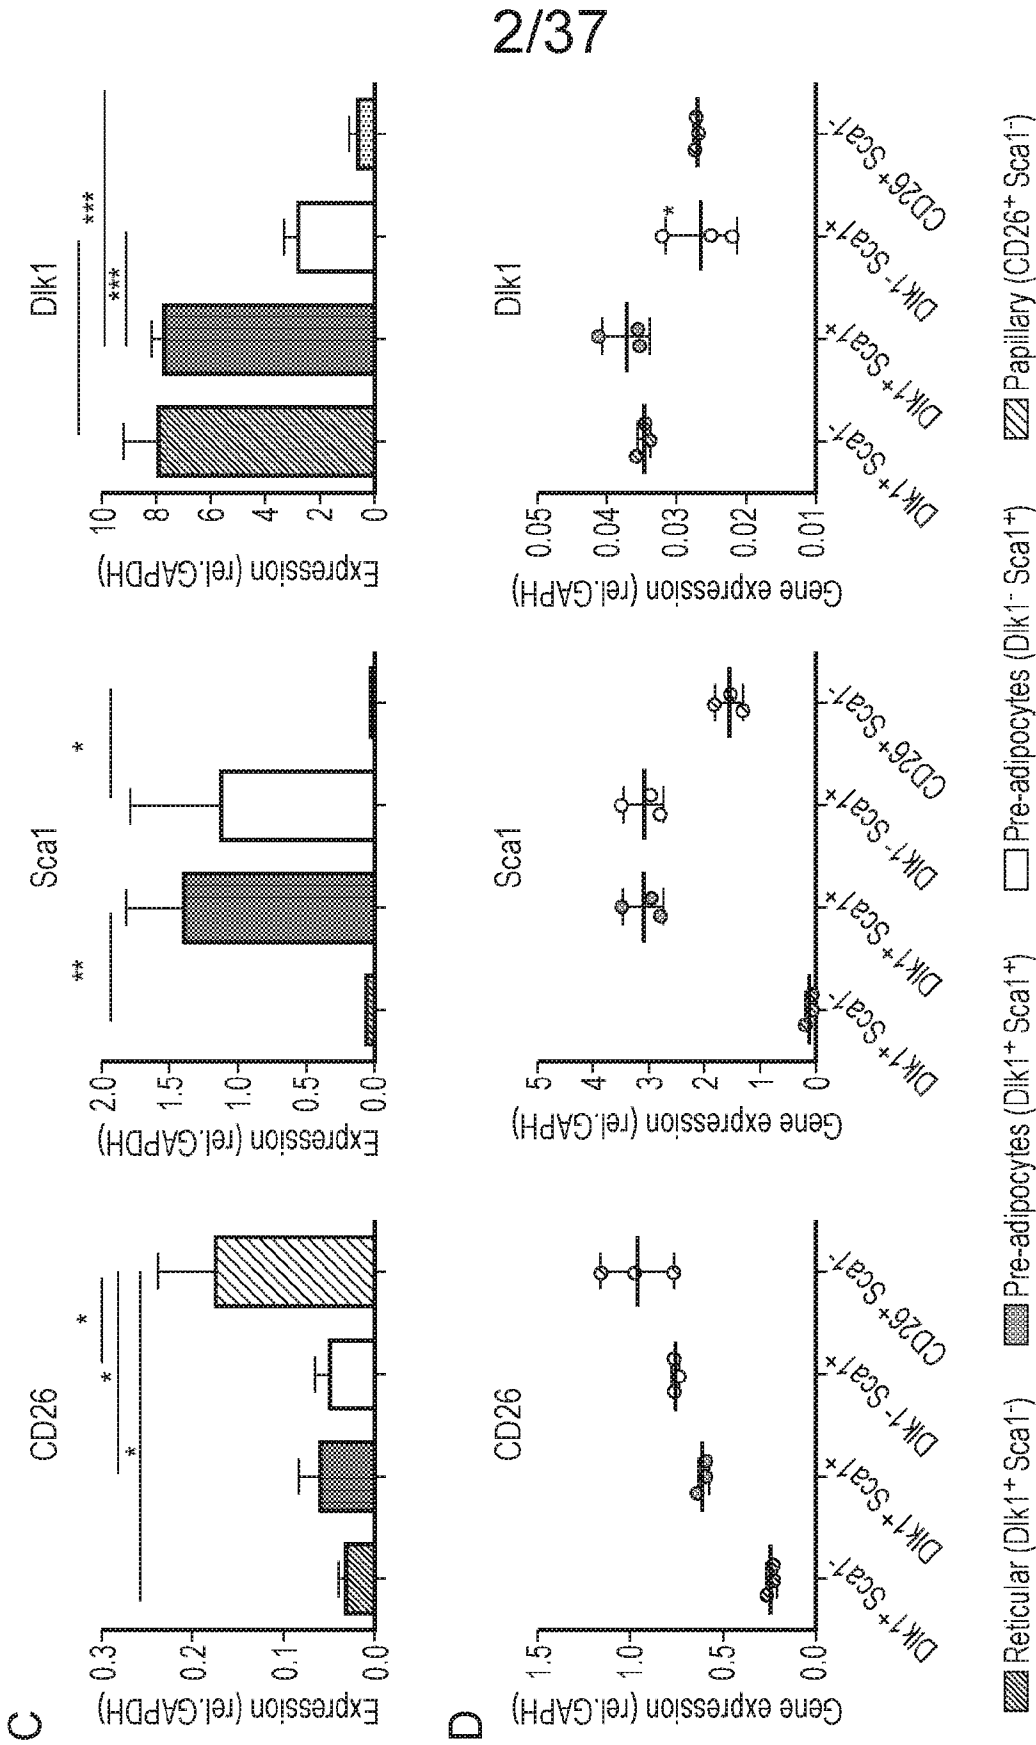 2/37
C
CD26
Expression (rel.GAPDH)
0.3
0.2
0.1
0.0
*
*
*
Sca1
Expression (rel.GAPDH)
2.0
1.5
1.0
0.5
0.0
**
*
Dlk1
Expression (rel.GAPDH)
10
8
6
4
2
0
***
***
D
CD26
Gene expression (rel.GAPH)
1.5
1.0
0.5
0
Dlk1+ Sca1-
Dlk1+ Sca1+
Dlk1- Sca1+
CD26+ Sca1-
Sca1
Gene expression (rel.GAPH)
5
4
3
2
1
0
Dlk1+ Sca1-
Dlk1+ Sca1+
Dlk1- Sca1+
CD26+ Sca1-
Dlk1
Gene expression (rel.GAPH)
0.05
0.04
0.03
0.02
0.01
*
Dlk1+ Sca1-
Dlk1+ Sca1+
Dlk1- Sca1+
CD26+ Sca1-
Reticular (Dlk1+ Sca1-)
Pre-adipocytes (Dlk1+ Sca1+)
Pre-adipocytes (Dlk1- Sca1+)
Papillary (CD26+ Sca1-)